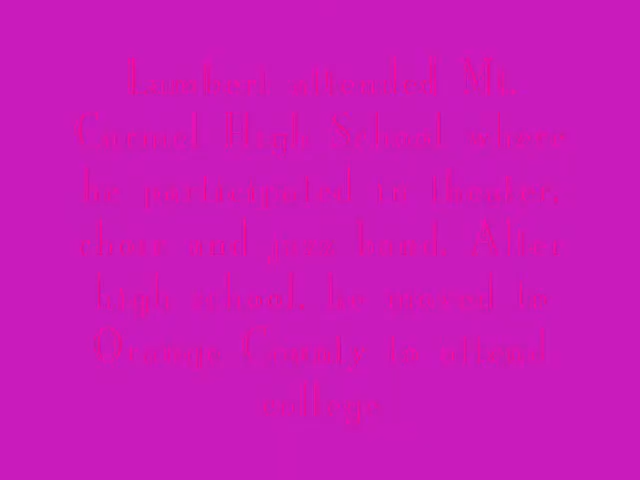 Lambert attended Mt.
Carmel High School where
he participated in theater,
choir and jazz band. After
high school, he moved to
Orange County to attend
college